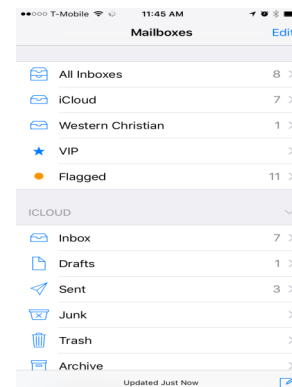 T-Mobile 11:45 AM
Mailboxes Edit
All Inboxes 8
iCloud 7
Western Christian 1
VIP
Flagged 11
ICLOUD
Inbox 7
Drafts 1
Sent 3
Junk
Trash
Archive
Updated Just Now